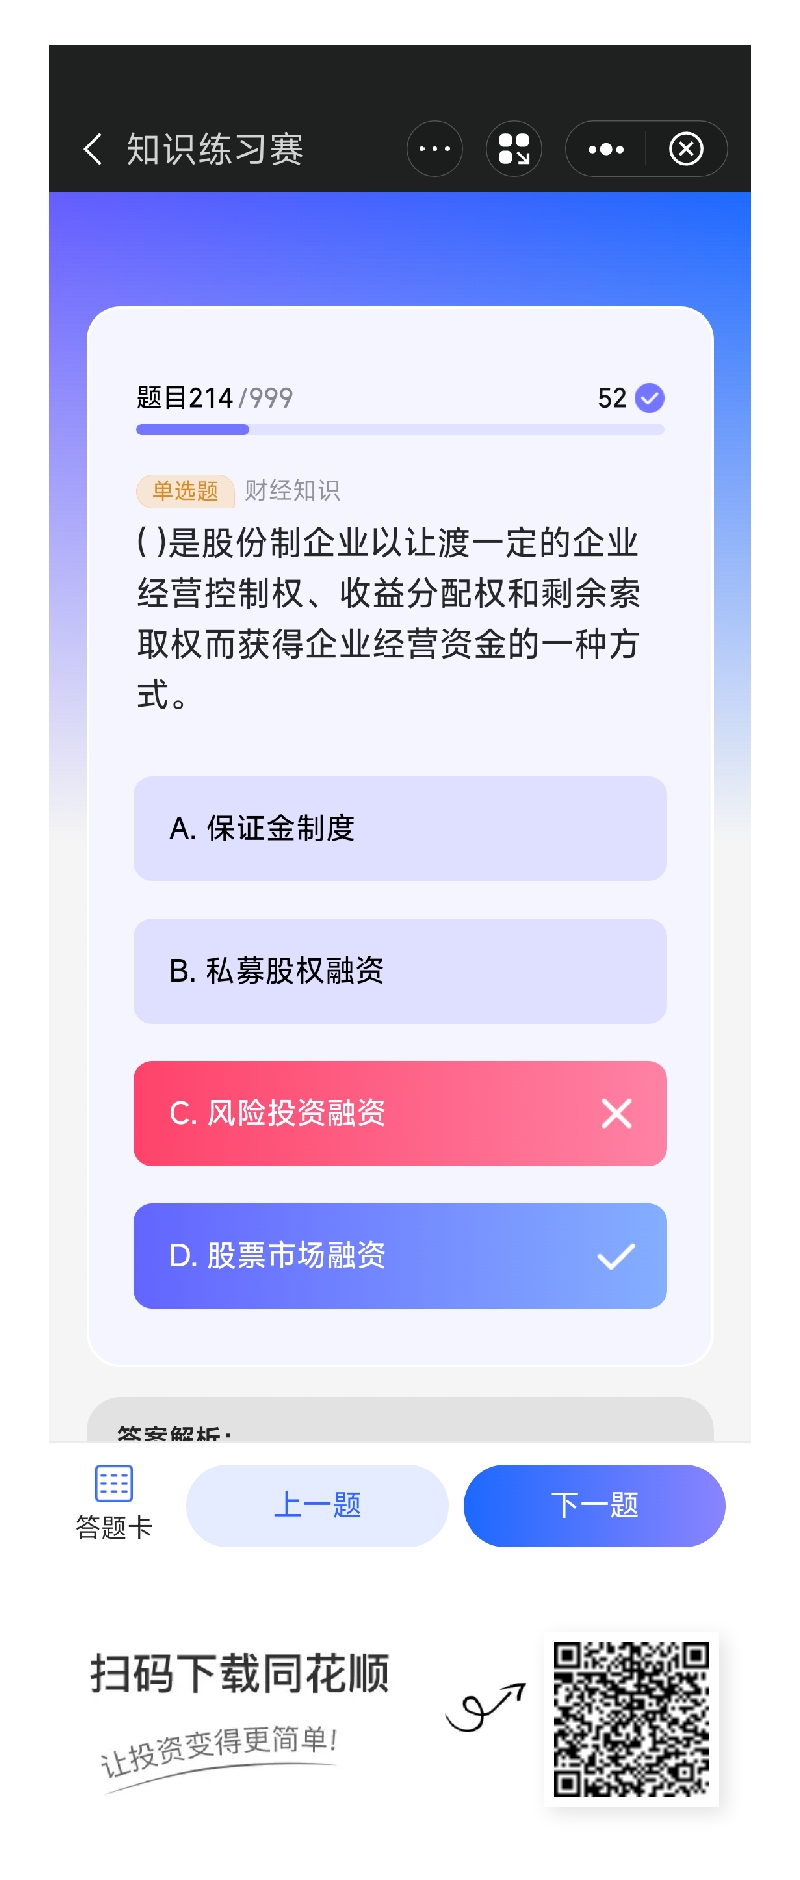 知识练习赛
题目214/999
52
单选题 财经知识
( )是股份制企业以让渡一定的企业
经营控制权、收益分配权和剩余索
取权而获得企业经营资金的一种方
式。
A. 保证金制度
B. 私募股权融资
C. 风险投资融资
D. 股票市场融资
答案解析：
答题卡
上一题
下一题
扫码下载同花顺
让投资变得更简单!